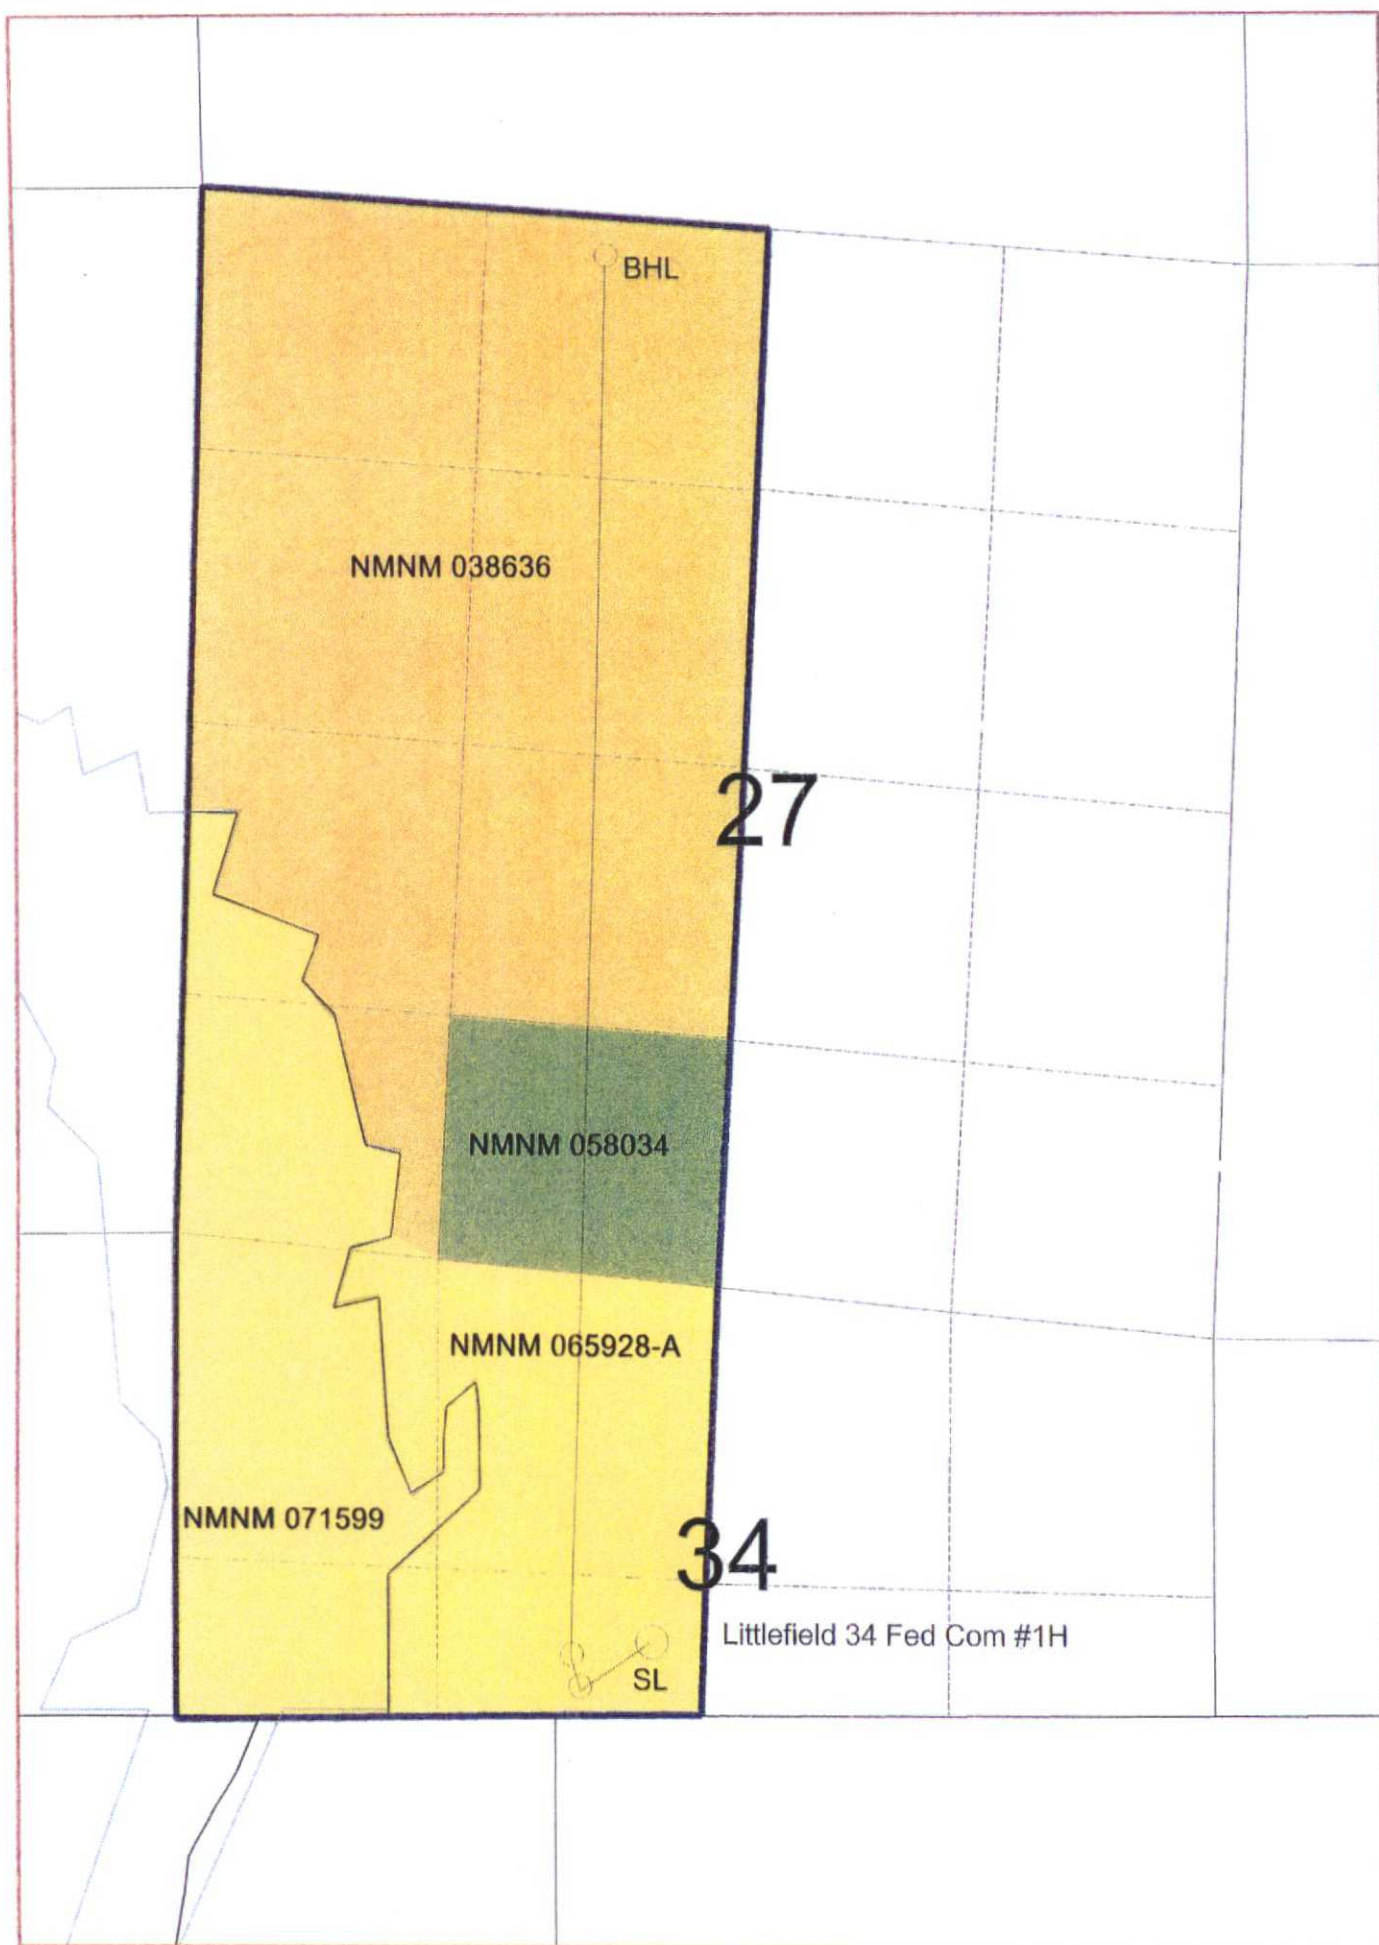 BHL
NMNM 038636
27
NMNM 058034
NMNM 065928-A
NMNM 071599
34
Littlefield 34 Fed Com #1H
SL